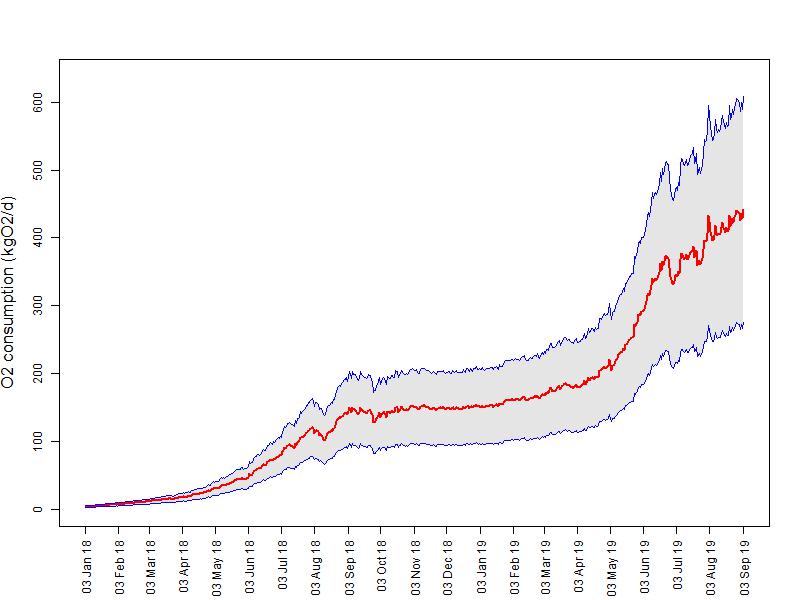 O2 consumption (kgO2/d)
600
500
400
300
200
100
0
03 Jan 18
03 Feb 18
03 Mar 18
03 Apr 18
03 May 18
03 Jun 18
03 Jul 18
03 Aug 18
03 Sep 18
03 Oct 18
03 Nov 18
03 Dec 18
03 Jan 19
03 Feb 19
03 Mar 19
03 Apr 19
03 May 19
03 Jun 19
03 Jul 19
03 Aug 19
03 Sep 19